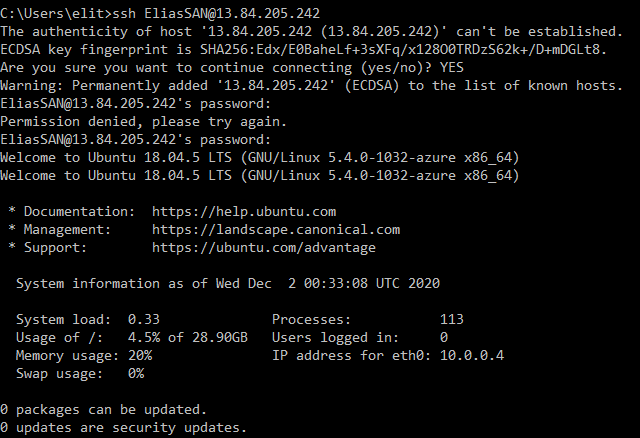 C:\Users\elit>ssh EliasSAN@13.84.205.242
The authenticity of host '13.84.205.242 (13.84.205.242)' can't be established.
ECDSA key fingerprint is SHA256:Edx/E0BaheLf+3sXFq/x128O0TRDzS62k+/D+mDGLt8.
Are you sure you want to continue connecting (yes/no)? YES
Warning: Permanently added '13.84.205.242' (ECDSA) to the list of known hosts.
EliasSAN@13.84.205.242's password:
Permission denied, please try again.
EliasSAN@13.84.205.242's password:
Welcome to Ubuntu 18.04.5 LTS (GNU/Linux 5.4.0-1032-azure x86_64)
Welcome to Ubuntu 18.04.5 LTS (GNU/Linux 5.4.0-1032-azure x86_64)
* Documentation:  https://help.ubuntu.com
* Management:     https://landscape.canonical.com
* Support:        https://ubuntu.com/advantage
System information as of Wed Dec  2 00:33:08 UTC 2020
System load:  0.33              Processes:           113
Usage of /:   4.5% of 28.90GB   Users logged in:     0
Memory usage: 20%               IP address for eth0: 10.0.0.4
Swap usage:   0%
0 packages can be updated.
0 updates are security updates.